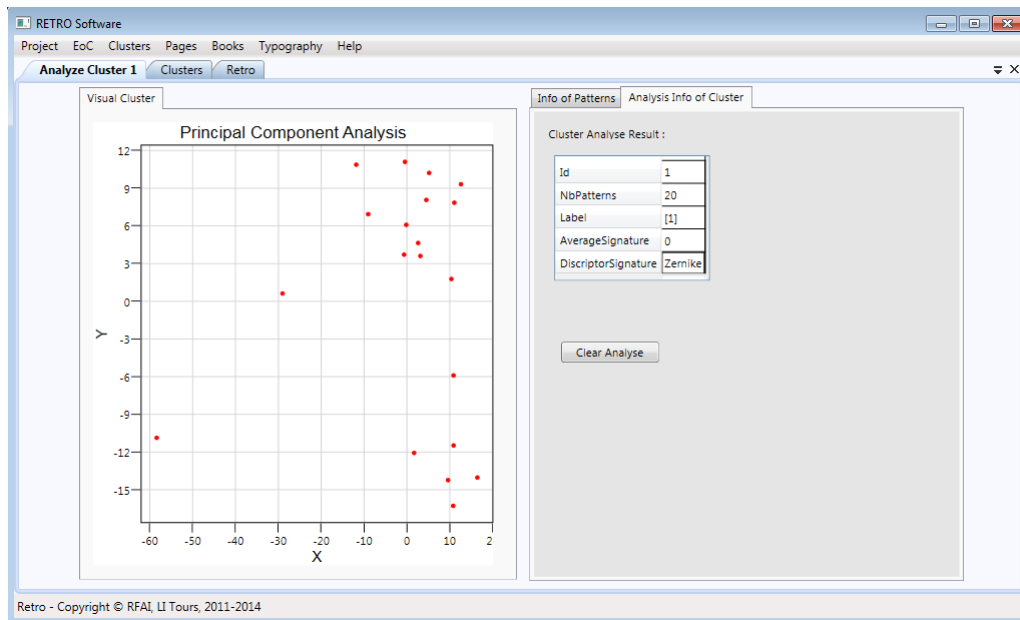 RETRO Software
Project EoC Clusters Pages Books Typography Help
Analyze Cluster 1 Clusters Retro
Visual Cluster
Principal Component Analysis
12
9
6
3
0
-3
-6
-9
-12
-15
Y
-60 -50 -40 -30 -20 -10 0 10 2
X
Info of Patterns Analysis Info of Cluster
Cluster Analyse Result :
Id 1
NbPatterns 20
Label [1]
AverageSignature 0
DiscriptorSignature Zernike
Clear Analyse
Retro - Copyright © RFAI, LI Tours, 2011-2014